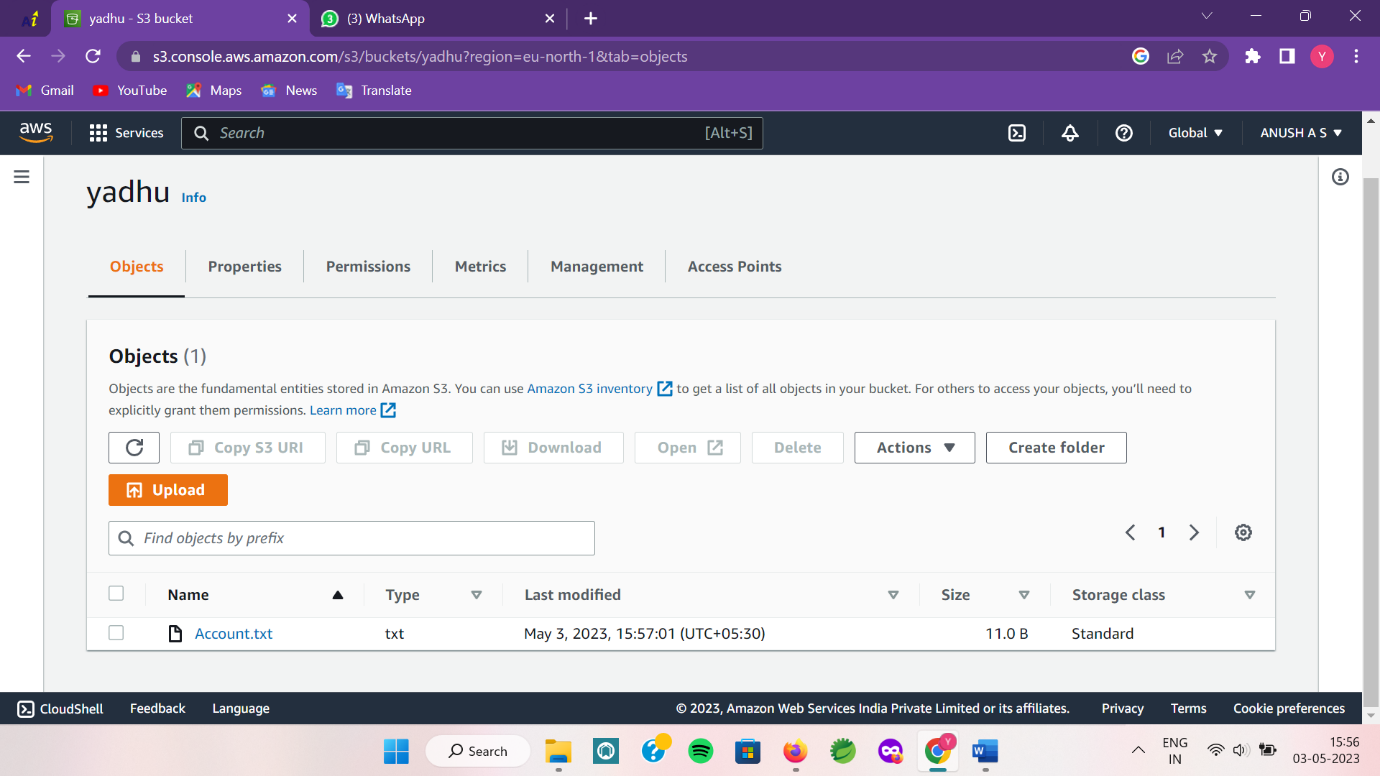 yadhu - S3 bucket
(3) WhatsApp
s3.console.aws.amazon.com/s3/buckets/yadhu?region=eu-north-1&tab=objects
Y
Gmail YouTube Maps News Translate
aws Services Search [Alt+S] Global ANUSH A S
yadhu Info
Objects Properties Permissions Metrics Management Access Points
Objects (1)
Objects are the fundamental entities stored in Amazon S3. You can use Amazon S3 inventory to get a list of all objects in your bucket. For others to access your objects, you'll need to
explicitly grant them permissions. Learn more
Copy S3 URI Copy URL Download Open Delete Actions Create folder
Upload
Find objects by prefix 1
Name Type Last modified Size Storage class
Account.txt txt May 3, 2023, 15:57:01 (UTC+05:30) 11.0 B Standard
CloudShell Feedback Language © 2023, Amazon Web Services India Private Limited or its affiliates. Privacy Terms Cookie preferences
Search ENG 15:56
IN 03-05-2023